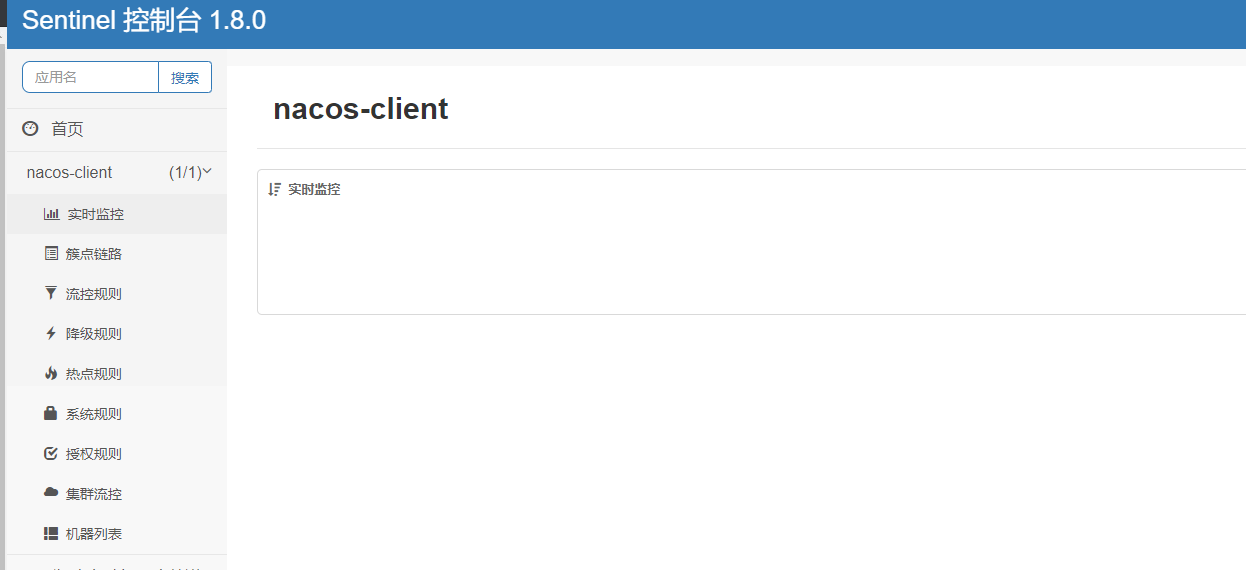 Sentinel 控制台 1.8.0
应用名 搜索
首页
nacos-client (1/1)
实时监控
簇点链路
流控规则
降级规则
热点规则
系统规则
授权规则
集群流控
机器列表
nacos-client
实时监控